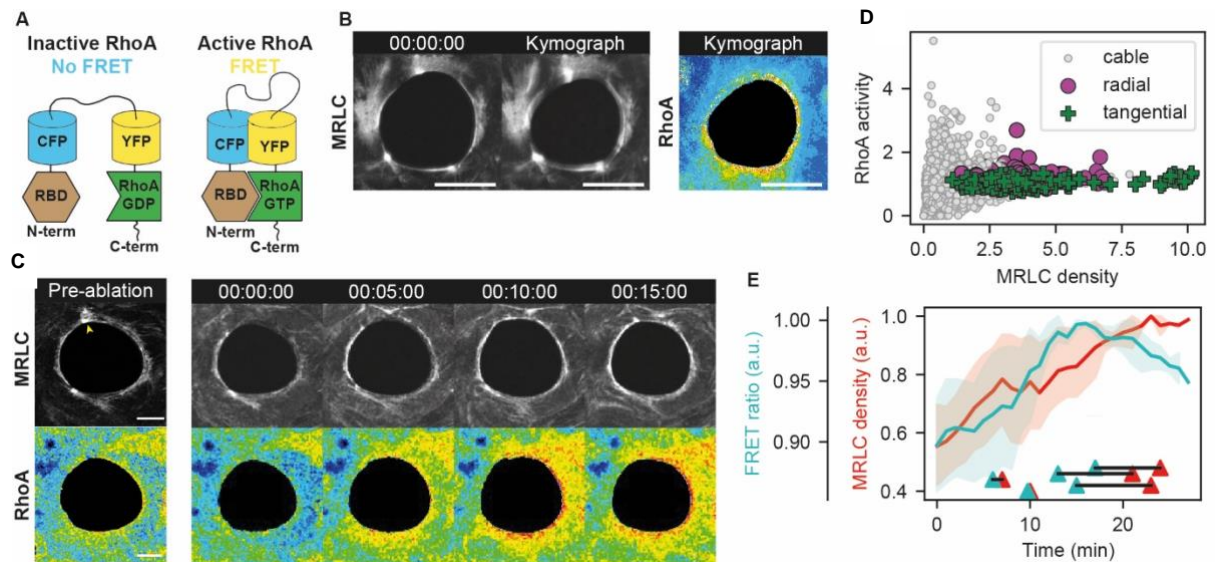 A
Inactive RhoA
No FRET
Active RhoA
FRET
CFP
YFP
CFP
YFP
RBD
RhoA
GDP
RBD
RhoA
GTP
N-term
C-term
N-term
C-term
B
00:00:00
Kymograph
Kymograph
MRLC
RhoA
C
Pre-ablation
00:00:00
00:05:00
00:10:00
00:15:00
MRLC
RhoA
D
RhoA activity
4
2
0
cable
radial
tangential
0.0
2.5
5.0
7.5
10.0
MRLC density
E
FRET ratio (a.u.)
1.00
0.95
0.90
MRLC density (a.u.)
1.0
0.8
0.6
0.4
0
10
20
Time (min)